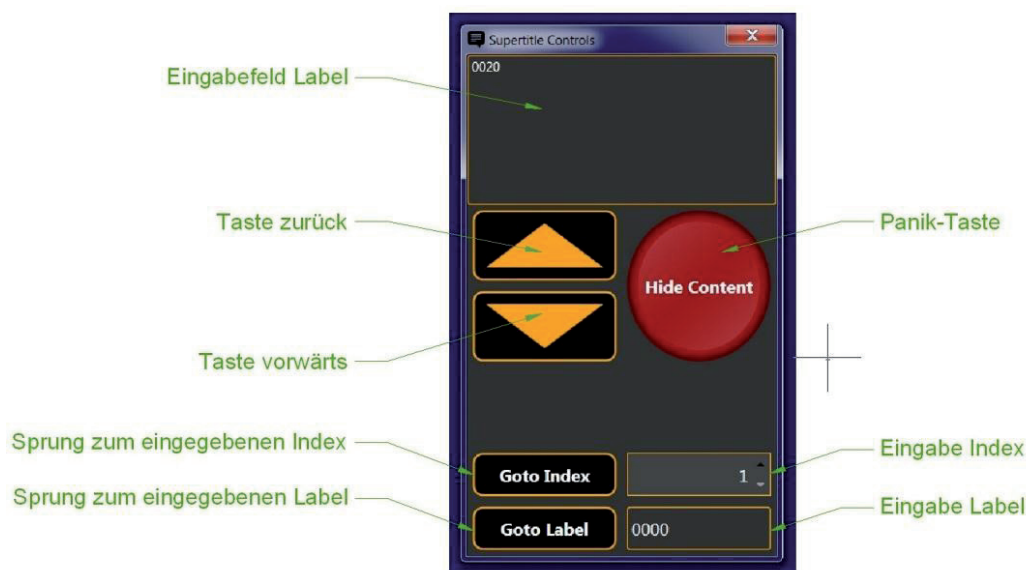 Supertitle Controls
0020
Eingabefeld Label
Taste zurück
Panik-Taste
Hide Content
Taste vorwärts
Sprung zum eingegebenen Index
Goto Index
1
Eingabe Index
Sprung zum eingegebenen Label
Goto Label
0000
Eingabe Label